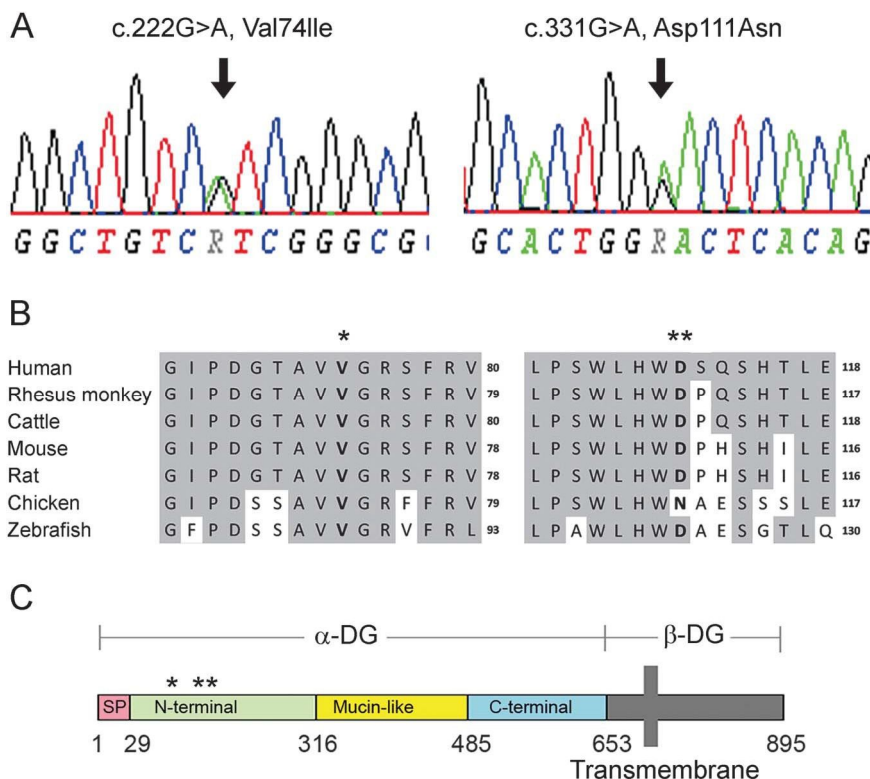 A
c.222G>A, Val74Ile
c.331G>A, Asp111Asn
G G C T G T C R T C G G G C G
G C A C T G G R A C T C A C A G
B
* **
Human G I P D G T A V V G R S F R V 80 L P S W L H W D S Q S H T L E 118
Rhesus monkey G I P D G T A V V G R S F R V 79 L P S W L H W D P Q S H T L E 117
Cattle G I P D G T A V V G R S F R V 80 L P S W L H W D P Q S H T L E 118
Mouse G I P D G T A V V G R S F R V 78 L P S W L H W D P H S H I L E 116
Rat G I P D G T A V V G R S F R V 78 L P S W L H W D P H S H I L E 116
Chicken G I P D S S A V V G R F F R V 79 L P S W L H W N A E S S S L E 117
Zebrafish G F P D S S A V V G R V F R L 93 L P A W L H W D A E S G T L Q 130
C
α-DG β-DG
* **
SP N-terminal Mucin-like C-terminal
1 29 316 485 653 895
Transmembrane